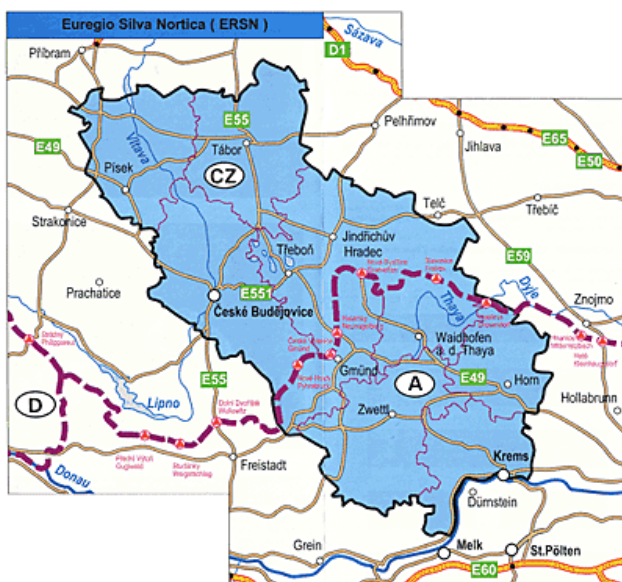 Euregio Silva Nortica ( ERSN )
Sázava
Příbram
D1
E55
Pelhřimov
E65
Vltava
E49
Tábor
Jihlava
E50
CZ
Písek
Telč
Třebíč
Strakonice
Jindřichův
Hradec
Třeboň
E59
Dyje
Prachatice
E551
Znojmo
České Budějovice
Thaya
Waidhofen
a. d. Thaya
Gmünd
E49
D
E55
A
Horn
Lipno
Zwettl
Hollabrunn
Krems
Donau
Freistadt
Dürnstein
Grein
Melk
St.Pölten
E60